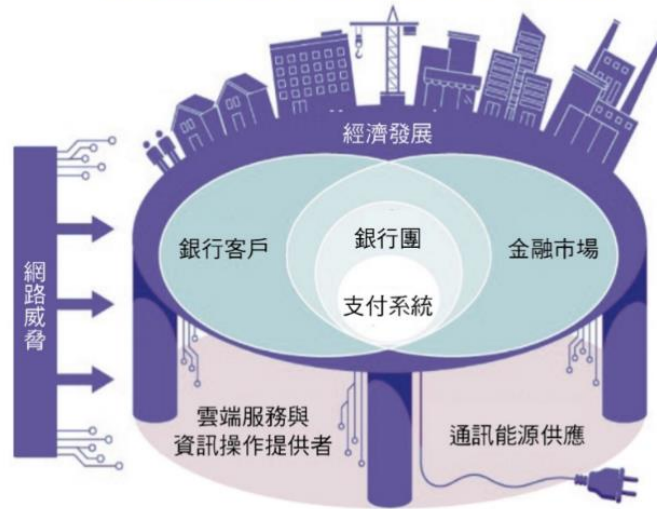 經濟發展
銀行客戶
銀行團
金融市場
支付系統
網路威脅
雲端服務與
資訊操作提供者
通訊能源供應